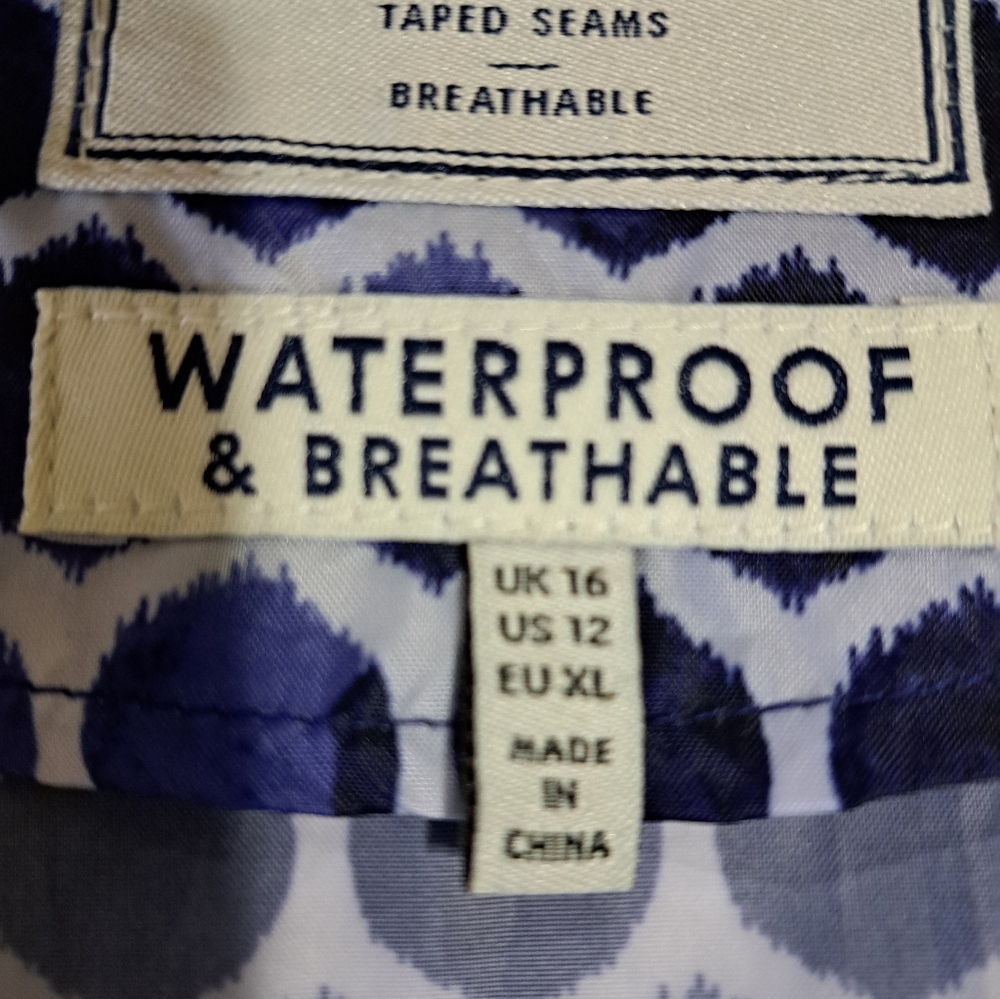 TAPED SEAMS
BREATHABLE
WATERPROOF
& BREATHABLE
UK 16
US 12
EU XL
MADE
IN
CHINA